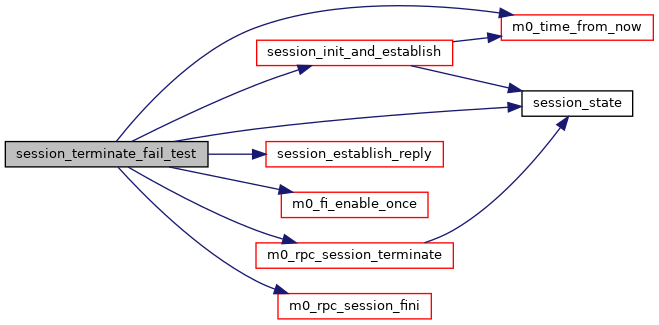 m0_time_from_now
session_init_and_establish
session_state
session_terminate_fail_test
session_establish_reply
m0_fi_enable_once
m0_rpc_session_terminate
m0_rpc_session_fini